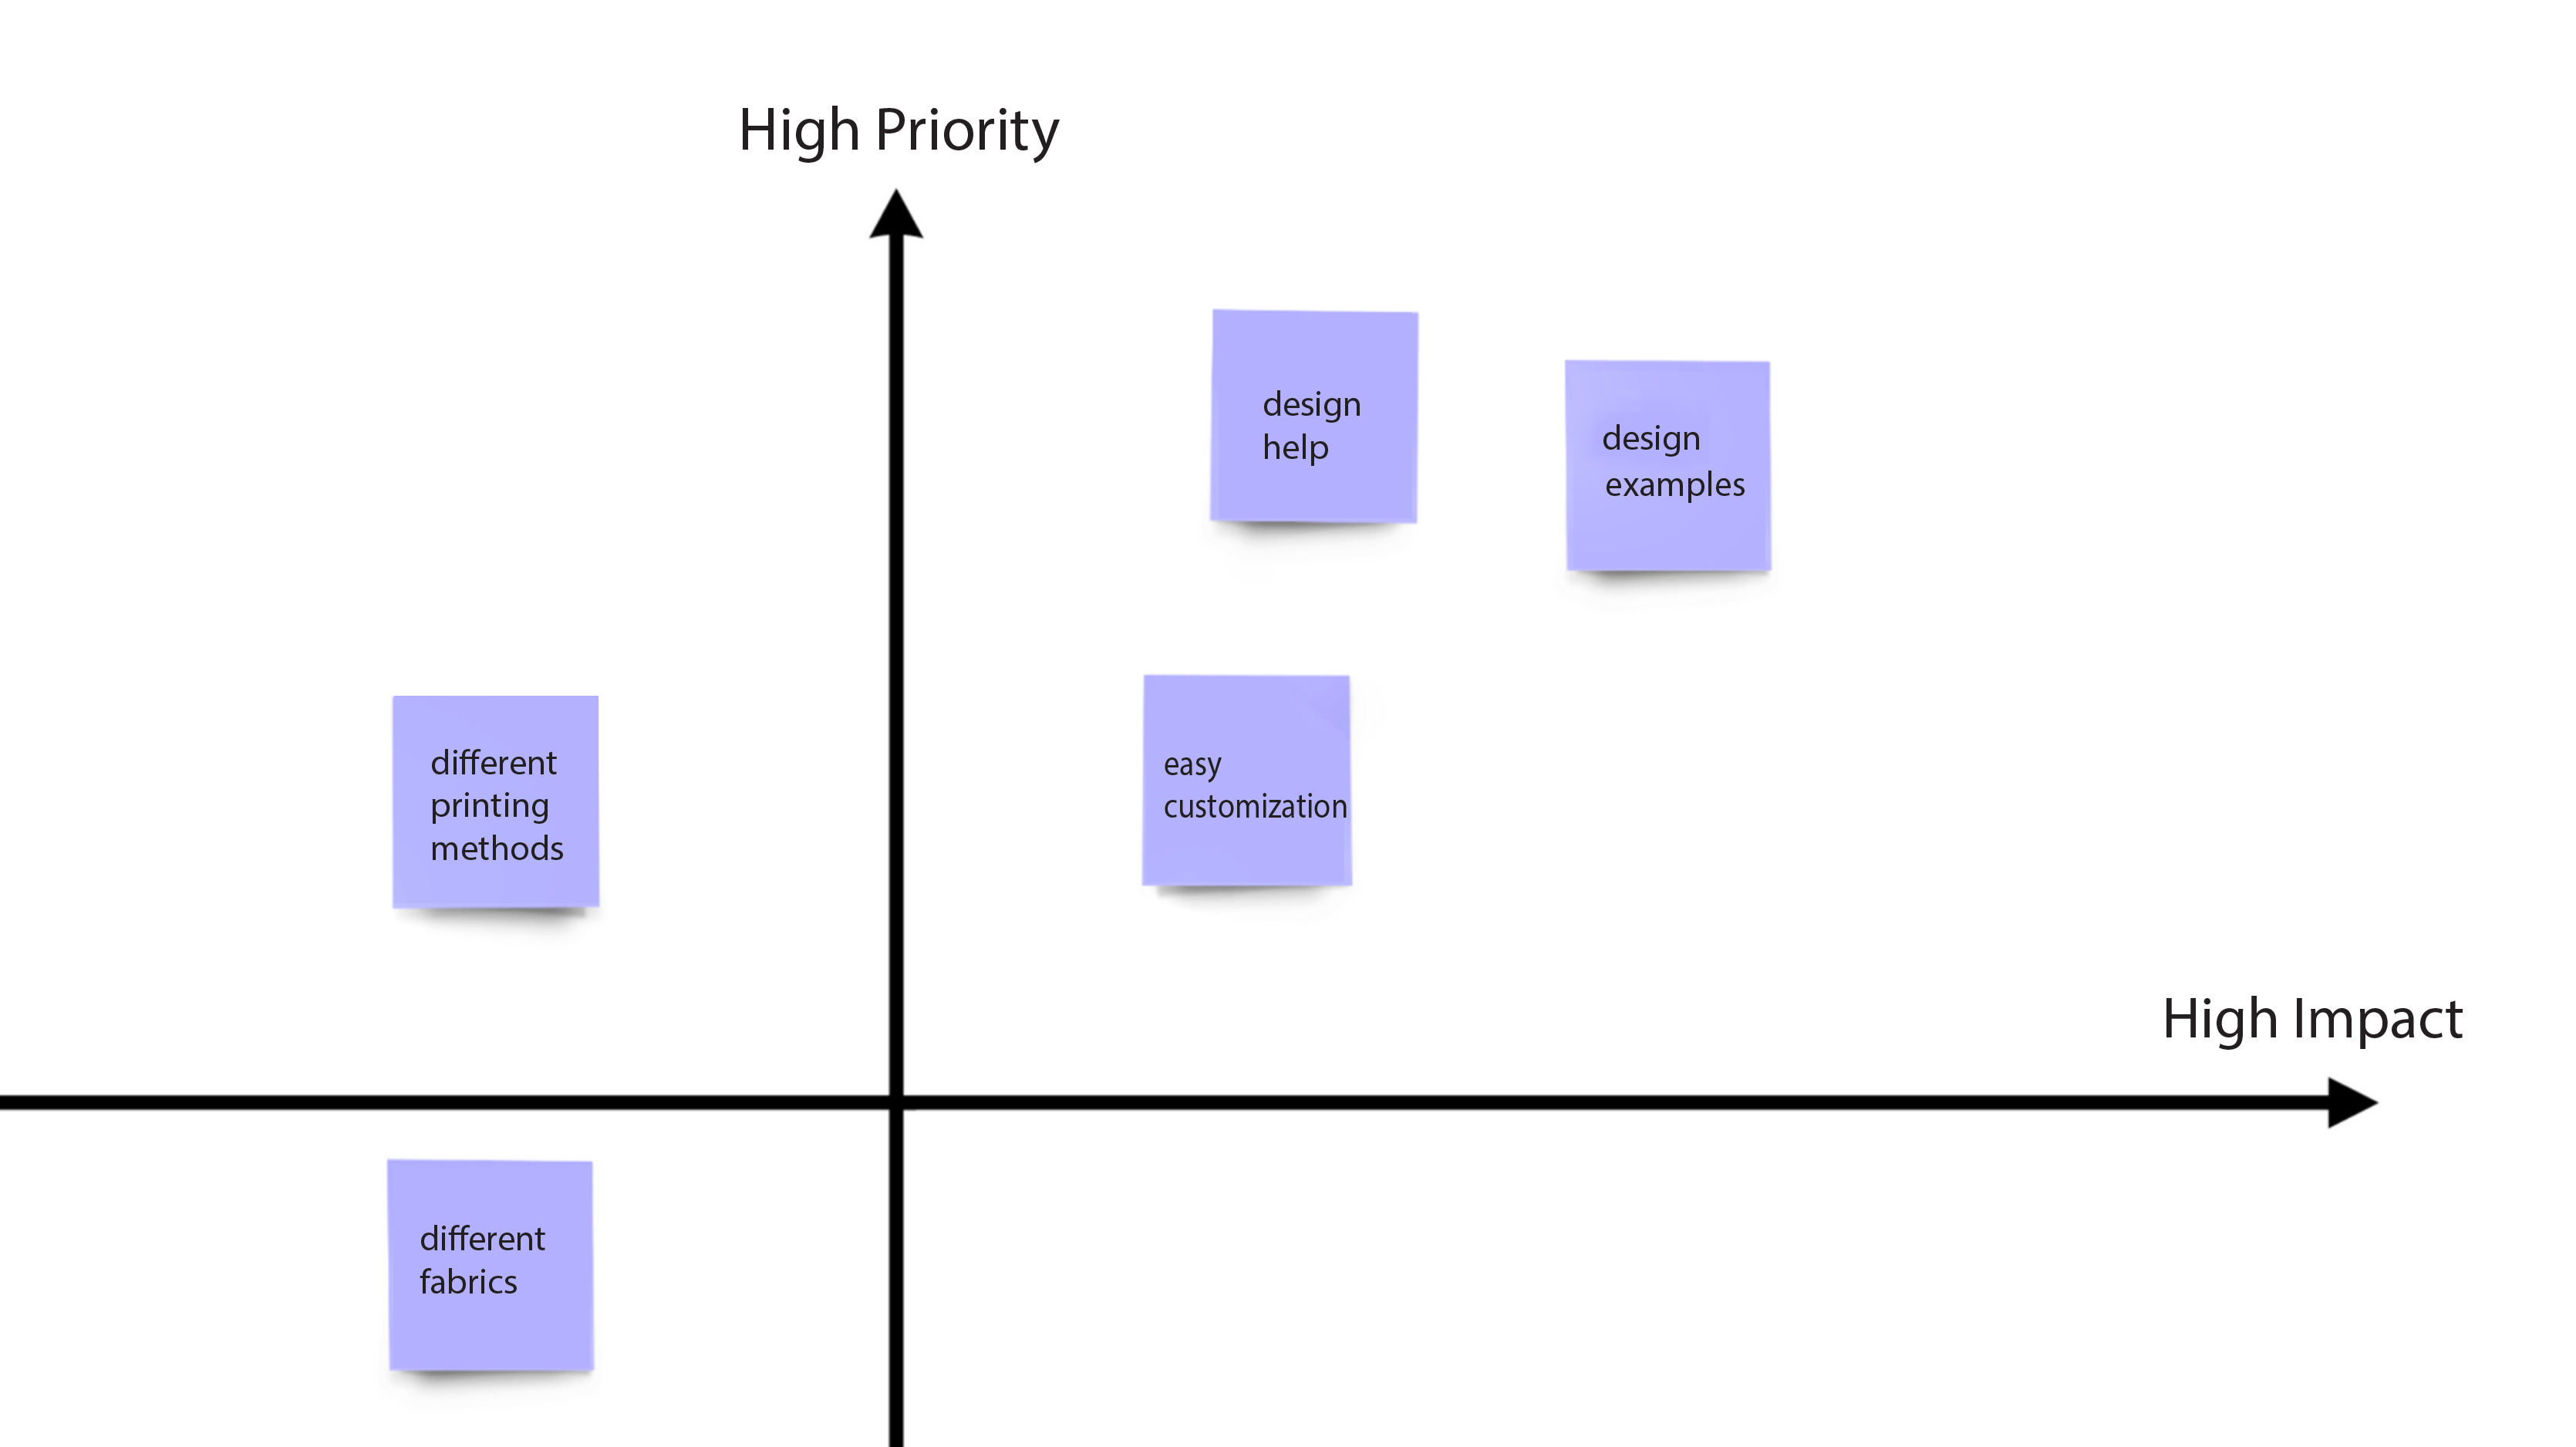 High Priority
design
help
design
examples
different
printing
methods
easy
customization
High Impact
different
fabrics